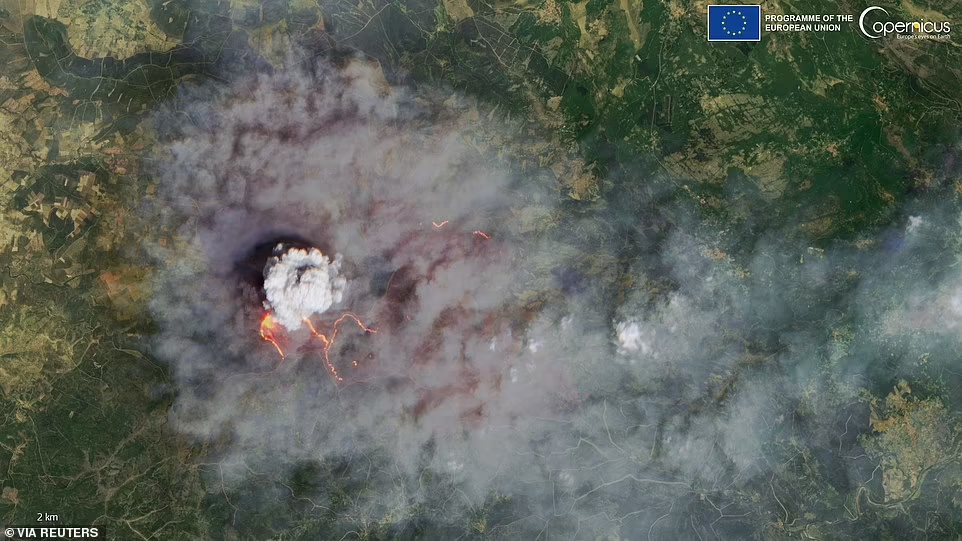 PROGRAMME OF THE
EUROPEAN UNION
Copernicus
Europe's eyes on Earth
2 km
© VIA REUTERS